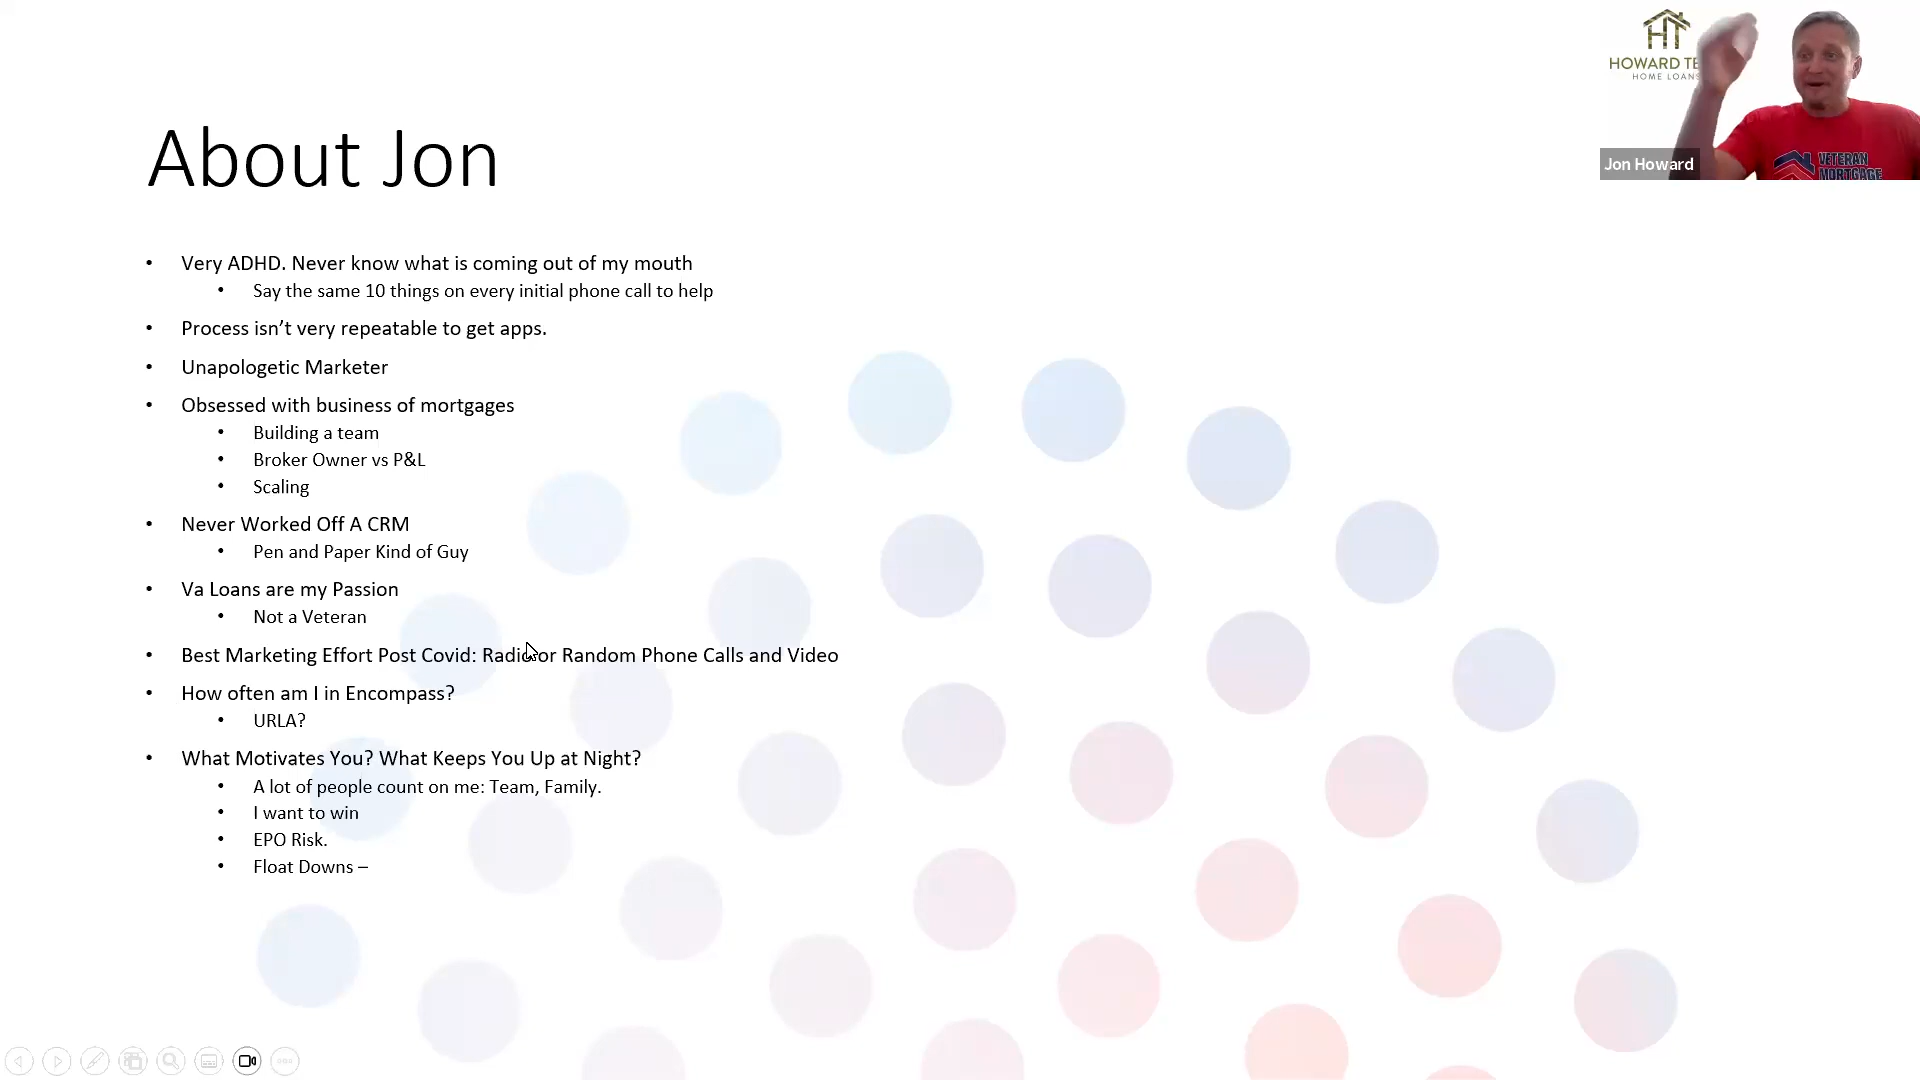 About Jon
Very ADHD. Never know what is coming out of my mouth
Say the same 10 things on every initial phone call to help
Process isn’t very repeatable to get apps.
Unapologetic Marketer
Obsessed with business of mortgages
Building a team
Broker Owner vs P&L
Scaling
Never Worked Off A CRM
Pen and Paper Kind of Guy
Va Loans are my Passion
Not a Veteran
Best Marketing Effort Post Covid: Radio or Random Phone Calls and Video
How often am I in Encompass?
URLA?
What Motivates You? What Keeps You Up at Night?
A lot of people count on me: Team, Family.
I want to win
EPO Risk.
Float Downs –
HOWARD TE
HOME LOANS
Jon Howard
VETERAN
MORTGAGE